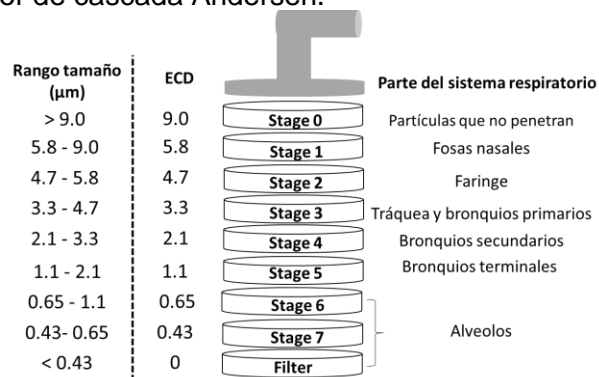 or de cascada Andersen.
Rango tamaño (µm) ECD Parte del sistema respiratorio
> 9.0 9.0 Stage 0 Partículas que no penetran
5.8 - 9.0 5.8 Stage 1 Fosas nasales
4.7 - 5.8 4.7 Stage 2 Faringe
3.3 - 4.7 3.3 Stage 3 Tráquea y bronquios primarios
2.1 - 3.3 2.1 Stage 4 Bronquios secundarios
1.1 - 2.1 1.1 Stage 5 Bronquios terminales
0.65 - 1.1 0.65 Stage 6
0.43- 0.65 0.43 Stage 7 Alveolos
< 0.43 0 Filter